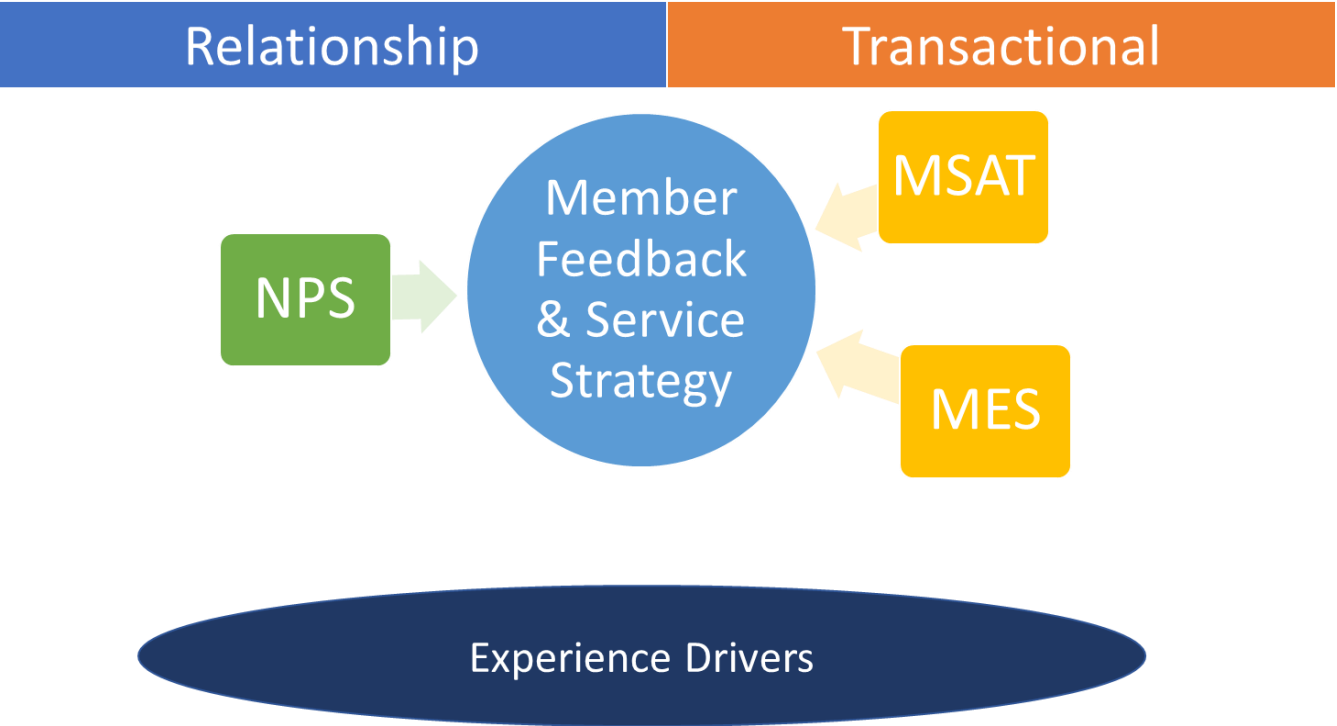 Relationship
Transactional
NPS
Member
Feedback
& Service
Strategy
MSAT
MES
Experience Drivers